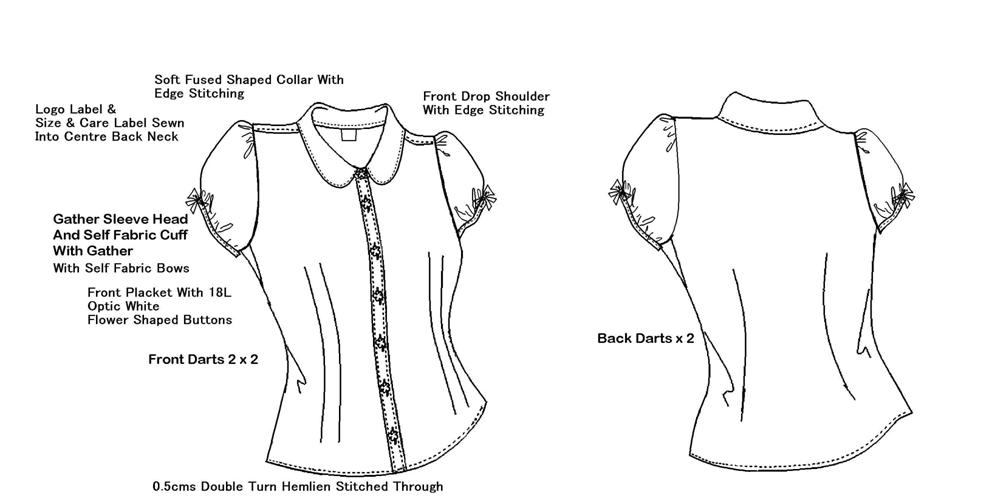 Soft Fused Shaped Collar With
Edge Stitching
Logo Label &
Size & Care Label Sewn
Into Centre Back Neck
Front Drop Shoulder
With Edge Stitching
Gather Sleeve Head
And Self Fabric Cuff
With Gather
With Self Fabric Bows
Front Placket With 18L
Optic White
Flower Shaped Buttons
Front Darts 2 x 2
Back Darts x 2
0.5cms Double Turn Hemlien Stitched Through